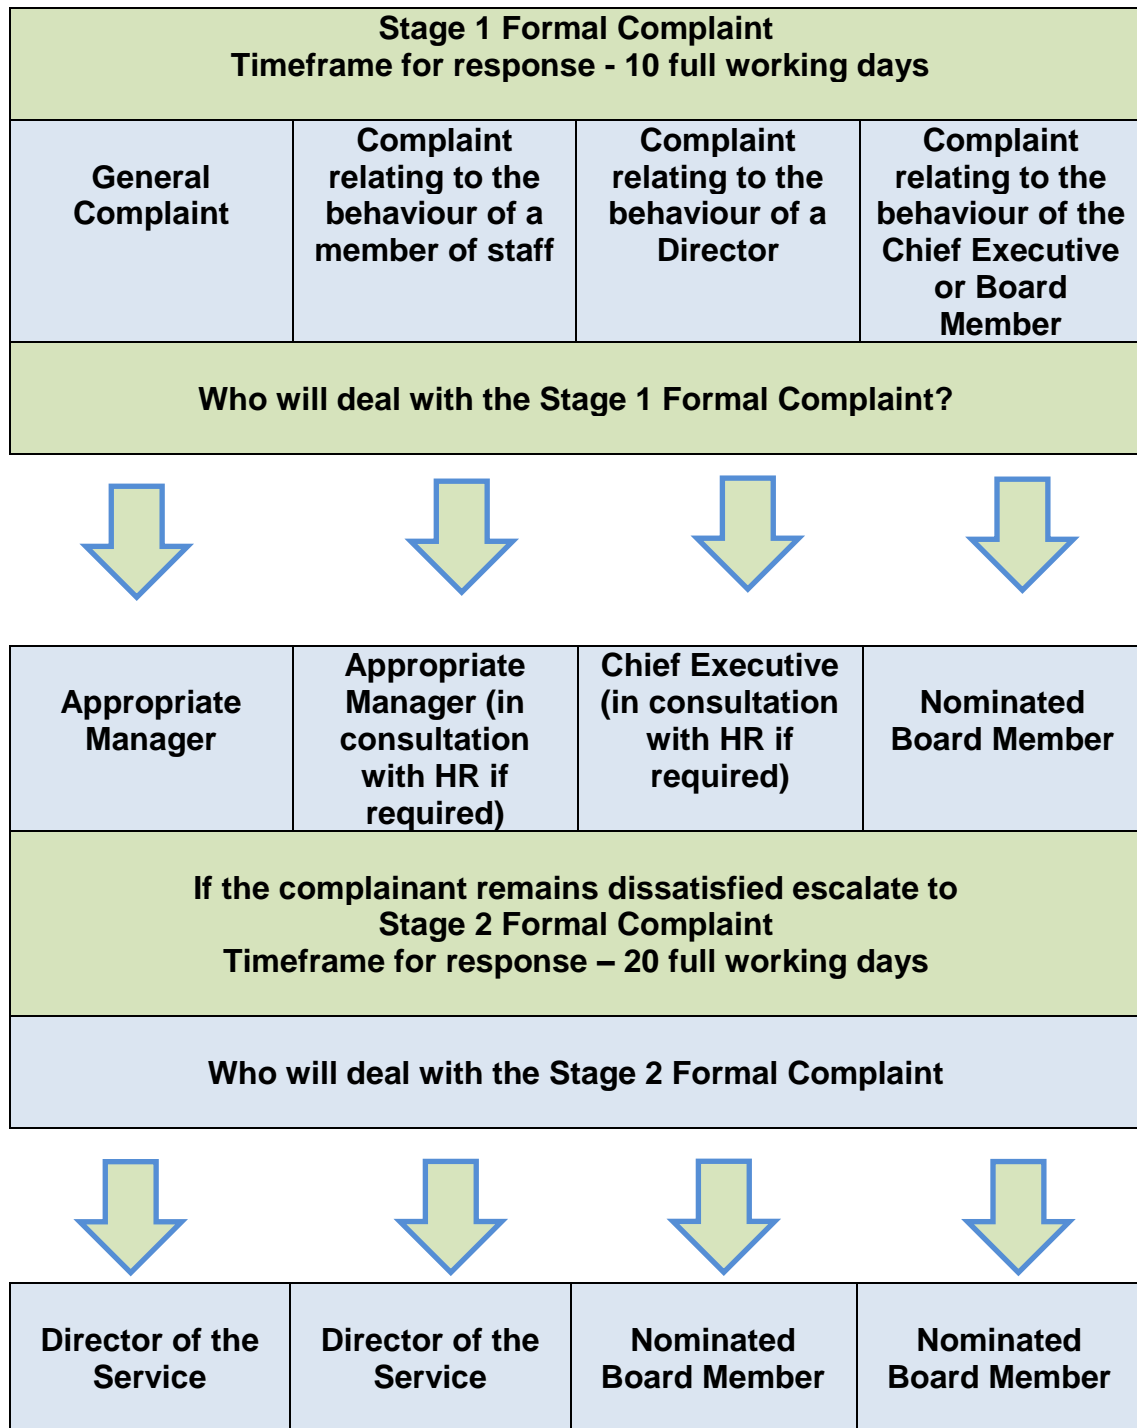 Stage 1 Formal Complaint
Timeframe for response - 10 full working days
General
Complaint
Complaint
relating to the
behaviour of a
member of staff
Complaint
relating to the
behaviour of a
Director
Complaint
relating to the
behaviour of the
Chief Executive
or Board
Member
Who will deal with the Stage 1 Formal Complaint?
Appropriate
Manager
Appropriate
Manager (in
consultation
with HR if
required)
Chief Executive
(in consultation
with HR if
required)
Nominated
Board Member
If the complainant remains dissatisfied escalate to
Stage 2 Formal Complaint
Timeframe for response – 20 full working days
Who will deal with the Stage 2 Formal Complaint
Director of the
Service
Director of the
Service
Nominated
Board Member
Nominated
Board Member